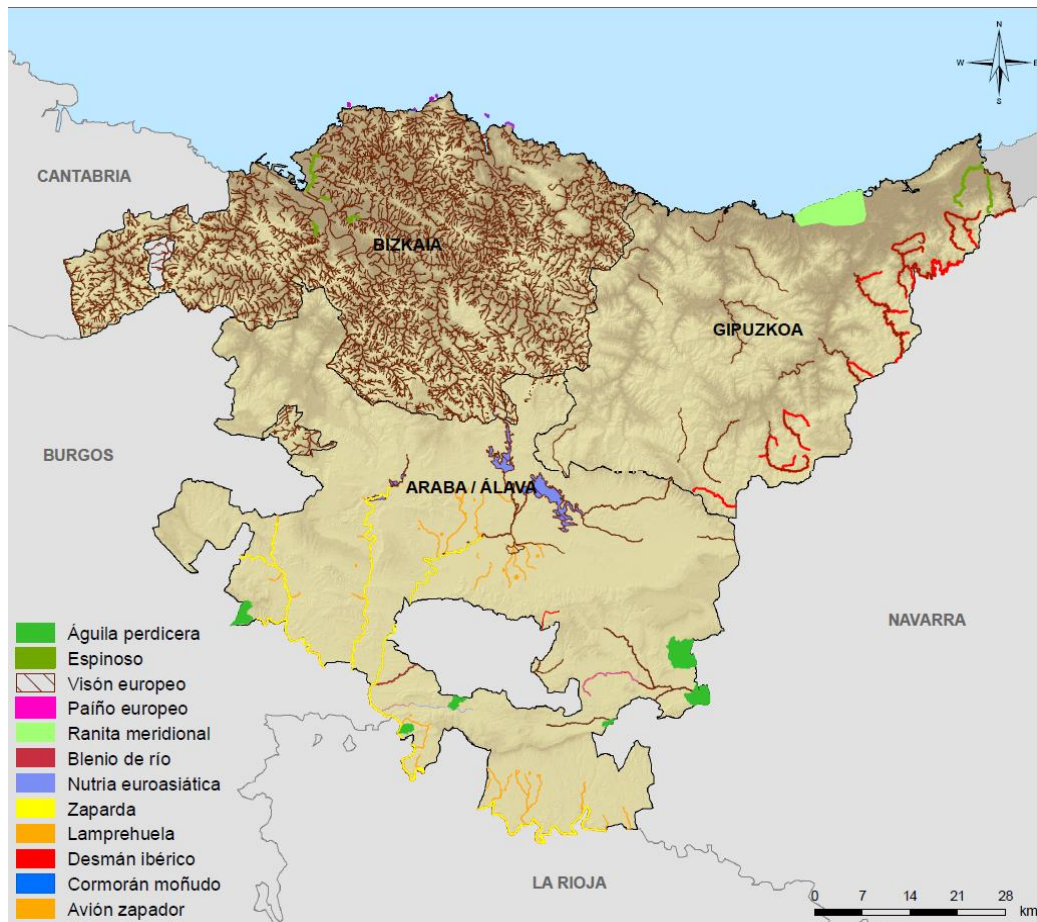 N
W E
S
CANTABRIA
BIZKAIA
GIPUZKOA
BURGOS
ARABA / ÁLAVA
NAVARRA
Águila perdicera
Espinoso
Visón europeo
Paíño europeo
Ranita meridional
Blenio de río
Nutria euroasiática
Zaparda
Lamprehuela
Desmán ibérico
Cormorán moñudo
Avión zapador
LA RIOJA
0 7 14 21 28
km